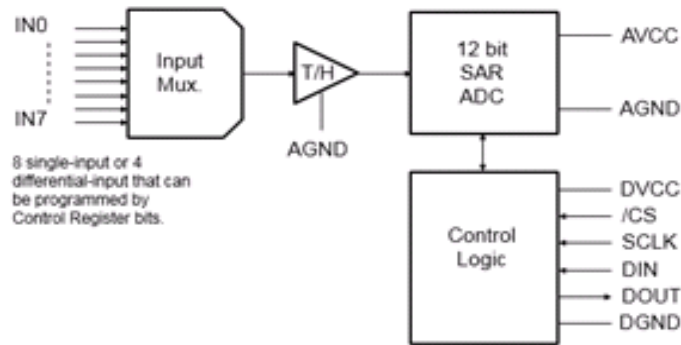 IN0
IN7
Input
Mux.
T/H
AGND
12 bit
SAR
ADC
AVCC
AGND
8 single-input or 4
differential-input that can
be programmed by
Control Register bits.
Control
Logic
DVCC
/CS
SCLK
DIN
DOUT
DGND